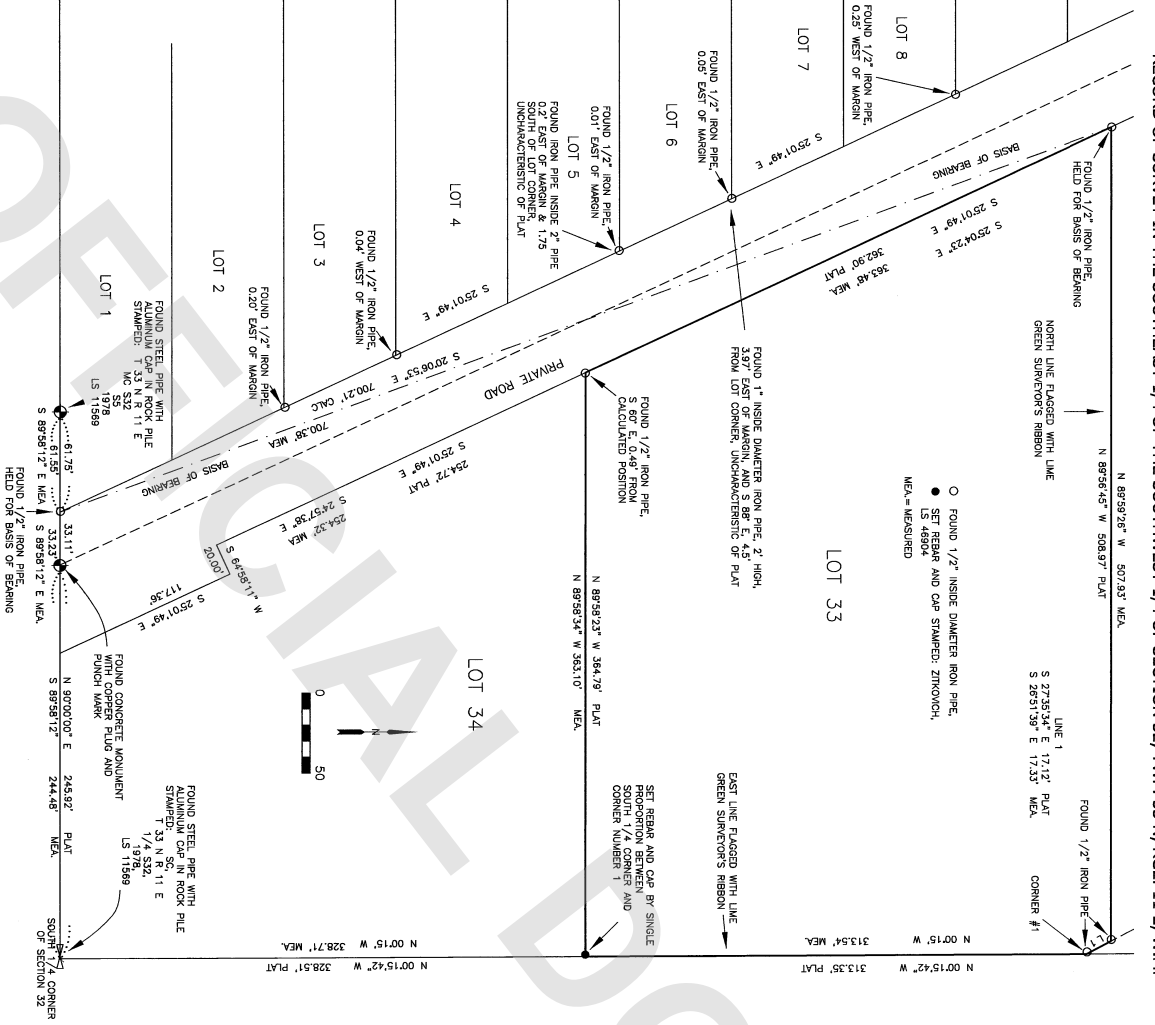 LOT 8
FOUND 1/2" IRON PIPE,
0.25' WEST OF MARGIN
LOT 7
FOUND 1/2" IRON PIPE,
0.05' EAST OF MARGIN
LOT 6
S 25°01'49" E
FOUND 1/2" IRON PIPE,
0.01' EAST OF MARGIN
LOT 5
FOUND IRON PIPE INSIDE 2" PIPE
0.2' EAST OF MARGIN & 1.75
SOUTH OF LOT CORNER,
UNCHARACTERISTIC OF PLAT
LOT 4
S 25°01'49" E
FOUND 1/2" IRON PIPE,
0.04' WEST OF MARGIN
LOT 3
FOUND 1/2" IRON PIPE,
0.20' EAST OF MARGIN
LOT 2
LOT 1
FOUND STEEL PIPE WITH
ALUMINUM CAP IN ROCK PILE
STAMPED: T 33 N R 11 E
MC S32
S5
1978
LS 11569
61.75'
61.55'
S 89°58'12" E MEA.
33.11'
33.23'
S 89°58'12" E MEA.
FOUND 1/2" IRON PIPE,
HELD FOR BASIS OF BEARING
BASIS OF BEARING
S 20°06'53" E
700.21' CALC
700.38' MEA
BASIS OF BEARING
PRIVATE ROAD
S 25°01'49" E
S 25°04'23" E
362.90' PLAT
363.48' MEA.
FOUND 1/2" IRON PIPE,
HELD FOR BASIS OF BEARING
NORTH LINE FLAGGED WITH LIME
GREEN SURVEYOR'S RIBBON
N 89°59'26" W 507.93' MEA.
N 89°56'45" W 508.97' PLAT
○ FOUND 1/2" INSIDE DIAMETER IRON PIPE,
● SET REBAR AND CAP STAMPED: ZITKOVICH,
LS 46904
MEA.= MEASURED
FOUND 1" INSIDE DIAMETER IRON PIPE, 2' HIGH,
3.97' EAST OF MARGIN, AND S 88° E, 4.5'
FROM LOT CORNER, UNCHARACTERISTIC OF PLAT
FOUND 1/2" IRON PIPE,
S 60° E, 0.49' FROM
CALCULATED POSITION
LOT 33
LINE 1
S 27°35'34" E 17.12' PLAT
S 26°51'39" E 17.33' MEA.
FOUND 1/2" IRON PIPE
CORNER #1
L1
N 89°58'23" W 364.79' PLAT
N 89°58'34" W 363.10' MEA.
EAST LINE FLAGGED WITH LIME
GREEN SURVEYOR'S RIBBON
SET REBAR AND CAP BY SINGLE
PROPORTION BETWEEN
SOUTH 1/4 CORNER AND
CORNER NUMBER 1
N 00°15' W 313.54' MEA.
N 00°15'42" W 313.35' PLAT
N 00°15' W 328.71' MEA.
N 00°15'42" W 328.51' PLAT
254.72' PLAT
S 25°01'49" E
254.32' MEA
S 24°57'38" E
S 64°58'11" W
20.00'
117.36'
S 25°01'49" E
LOT 34
N
0 50
FOUND CONCRETE MONUMENT
WITH COPPER PLUG AND
PUNCH MARK
N 90°00'00" E 245.92' PLAT
S 89°58'12" 244.48' MEA.
FOUND STEEL PIPE WITH
ALUMINUM CAP IN ROCK PILE
STAMPED: SC,
T 33 N R 11 E
1/4 S32,
1978,
LS 11569
SOUTH 1/4 CORNER
OF SECTION 32
OFFICIAL DO